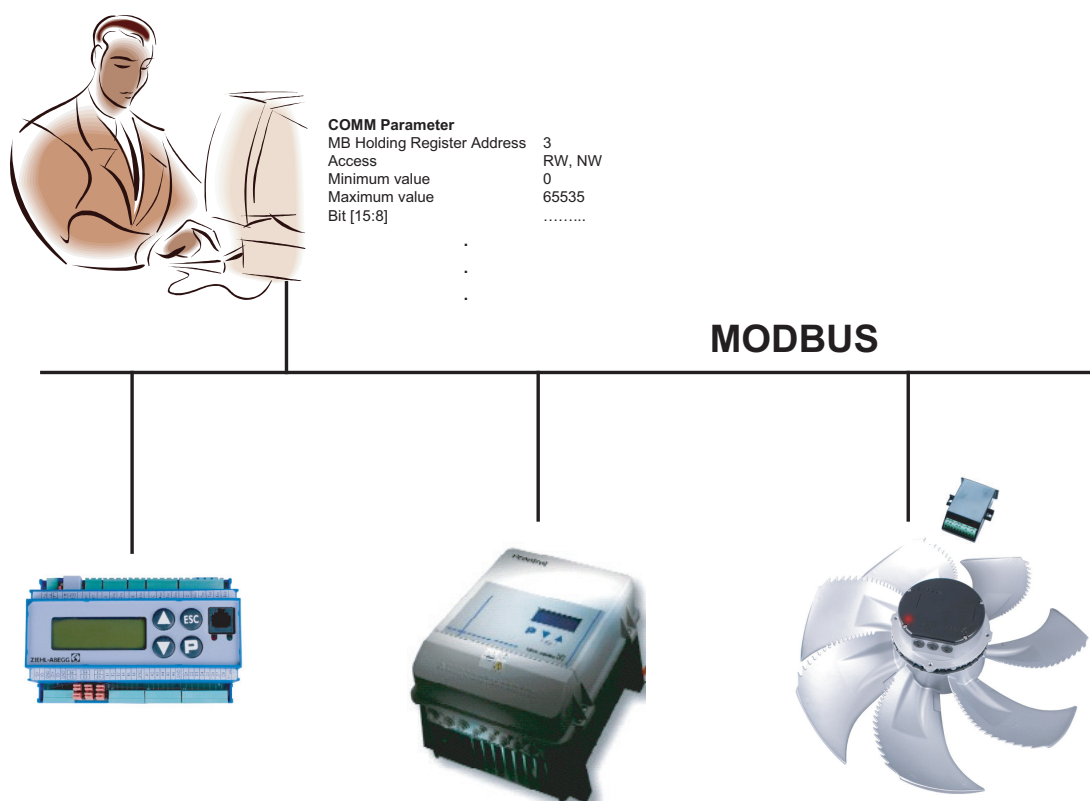 COMM Parameter
MB Holding Register Address 3
Access RW, NW
Minimum value 0
Maximum value 65535
Bit [15:8] ……...
.
.
.
MODBUS
ESC
P
ZIEHL-ABEGG
P